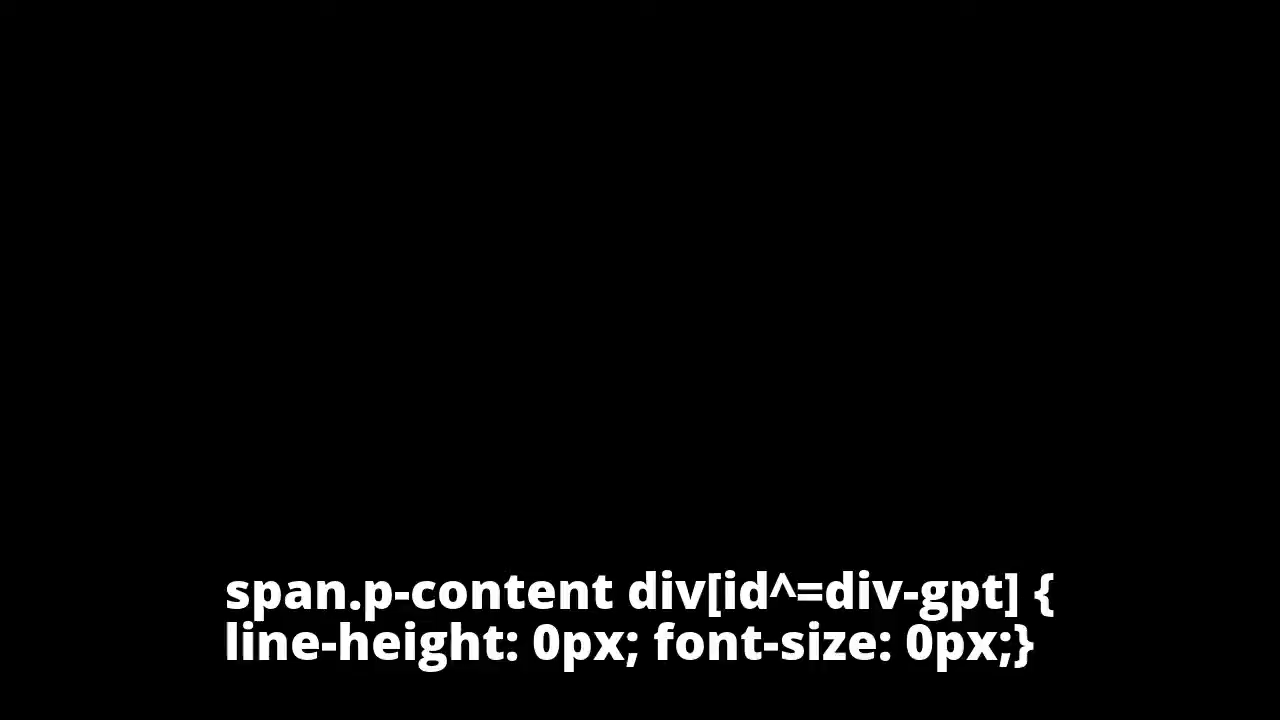 span.p-content div[id^=div-gpt] {
line-height: 0px; font-size: 0px;}